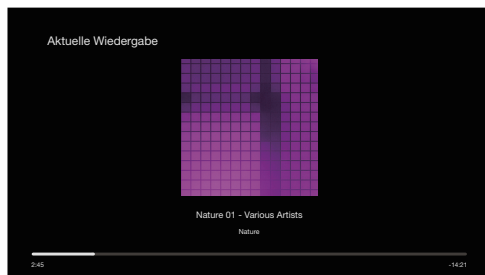 Aktuelle Wiedergabe
Nature 01 - Various Artists
Nature
2:45
-14:21